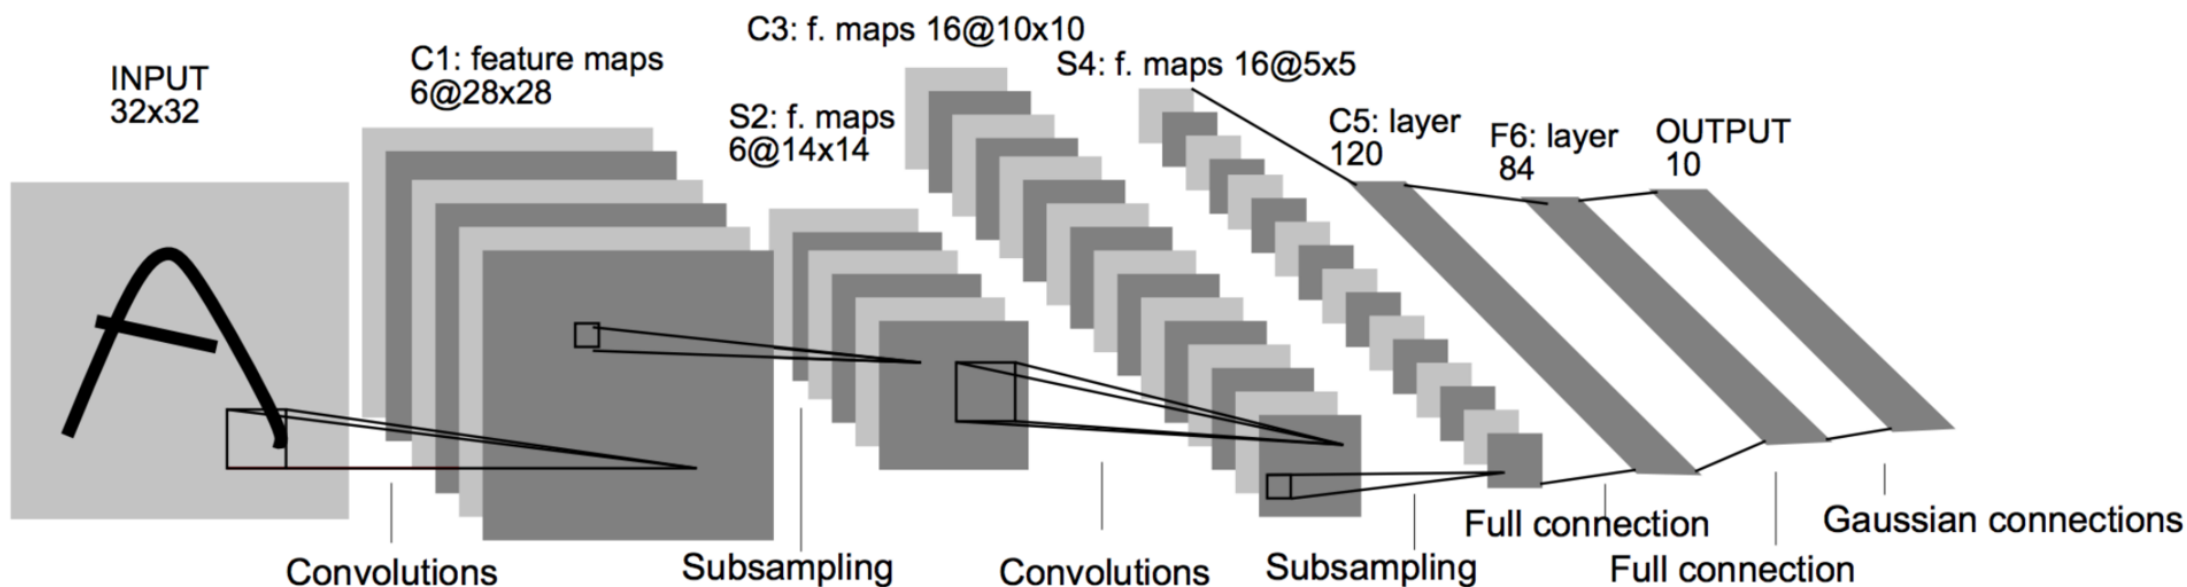 INPUT
32x32
C1: feature maps
6@28x28
S2: f. maps
6@14x14
C3: f. maps 16@10x10
S4: f. maps 16@5x5
C5: layer
120
F6: layer
84
OUTPUT
10
Convolutions
Subsampling
Convolutions
Subsampling
Full connection
Full connection
Gaussian connections